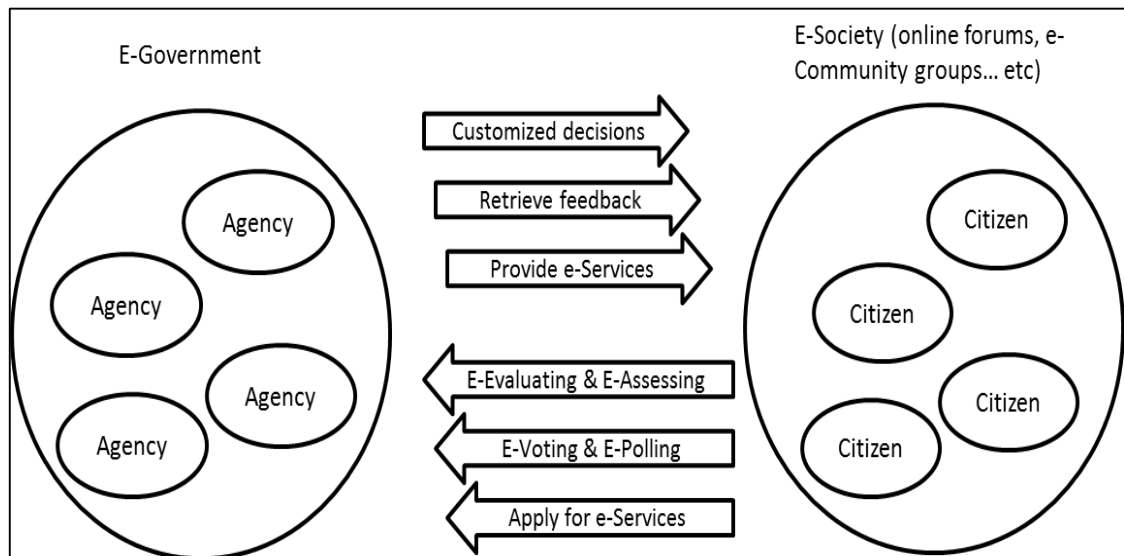 E-Government
E-Society (online forums, e-
Community groups... etc)
Customized decisions
Retrieve feedback
Provide e-Services
E-Evaluating & E-Assessing
E-Voting & E-Polling
Apply for e-Services
Agency
Agency
Agency
Agency
Citizen
Citizen
Citizen
Citizen